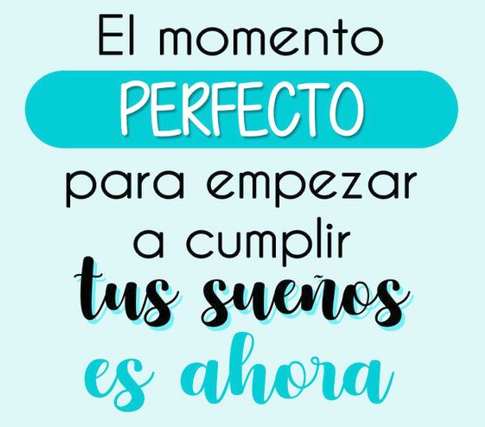 El momento
PERFECTO
para empezar
a cumplir
tus sueños
es ahora